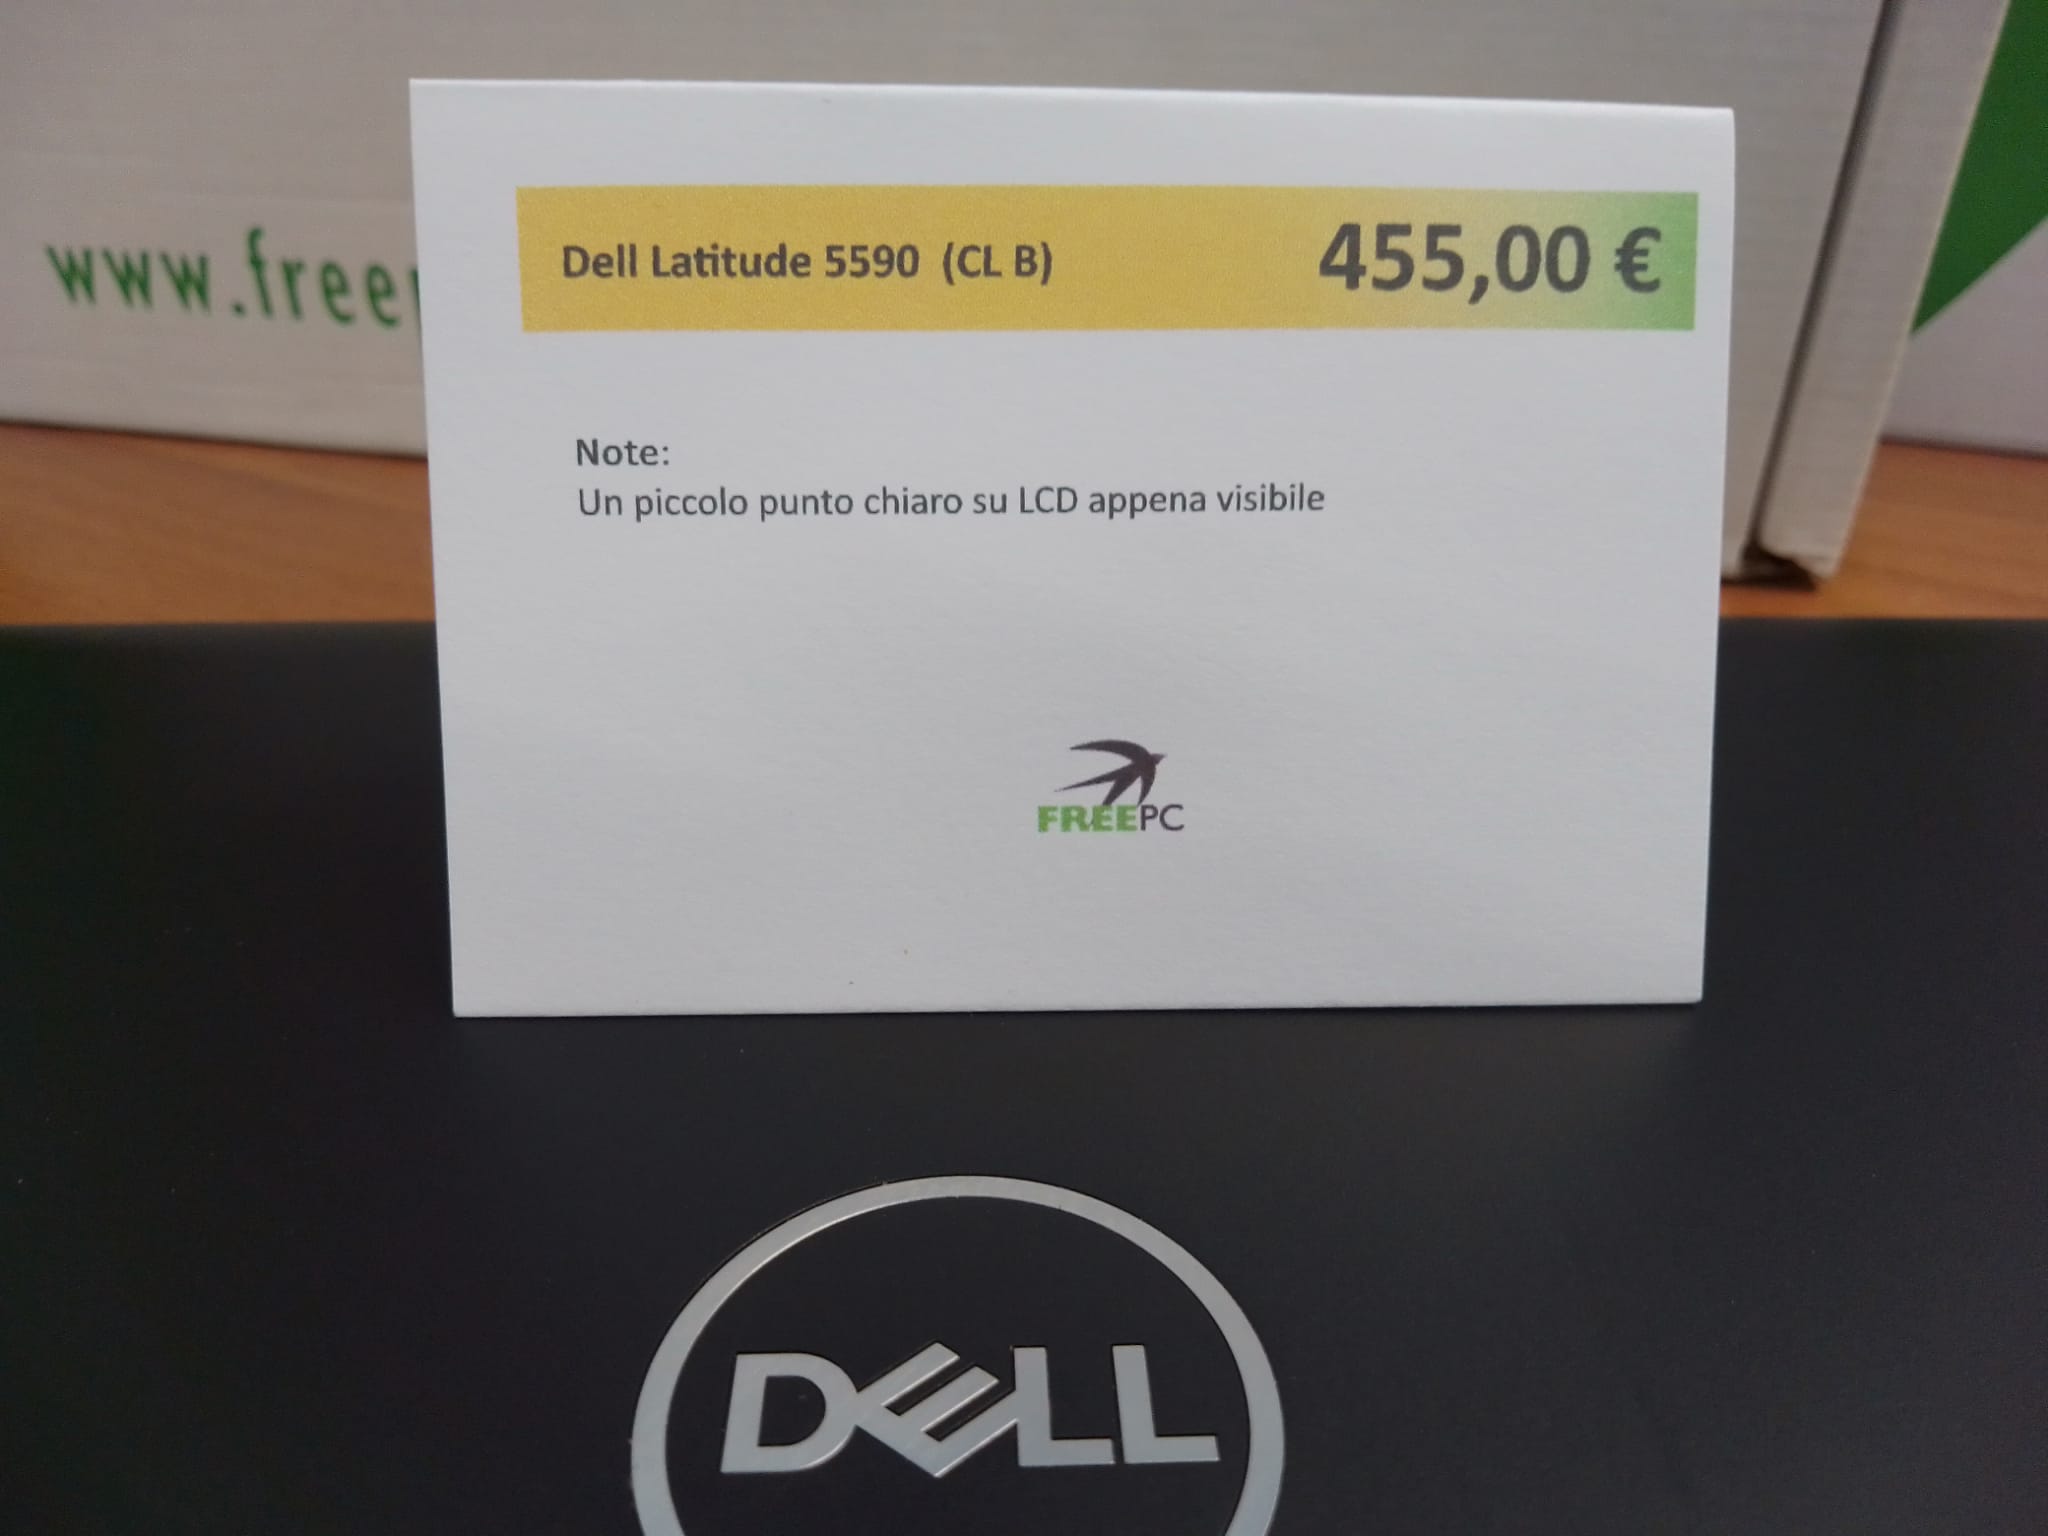 www.free
Dell Latitude 5590 (CL B)
455,00 €
Note:
Un piccolo punto chiaro su LCD appena visibile
FREEPC
DELL